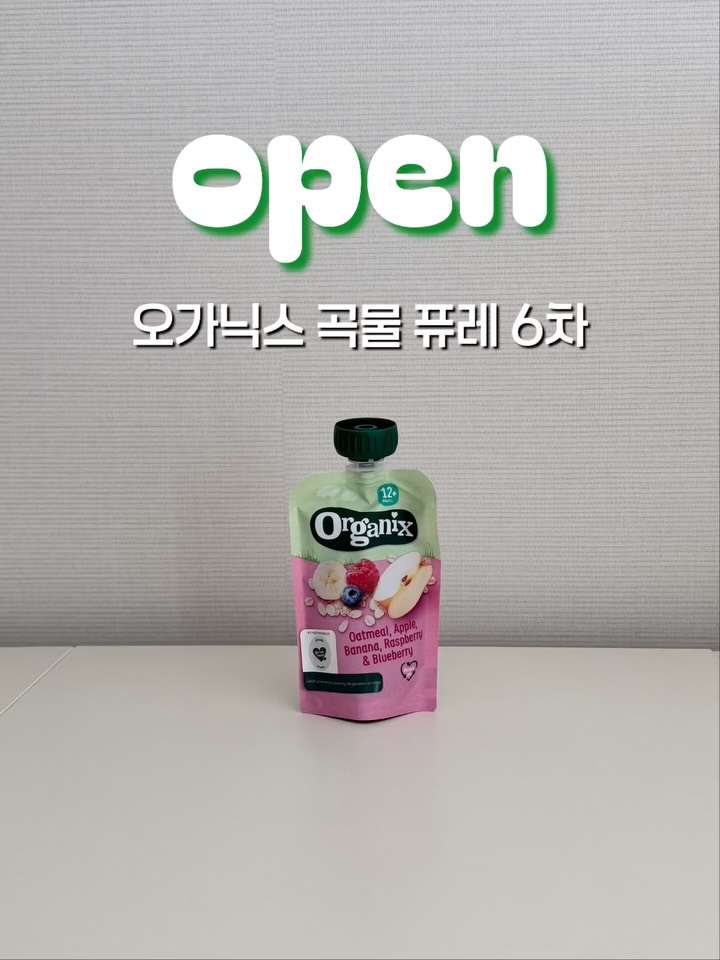 open
오가닉스 곡물 퓨레 6차
12+
Organix
Oatmeal, Apple,
Banana, Raspberry
& Blueberry